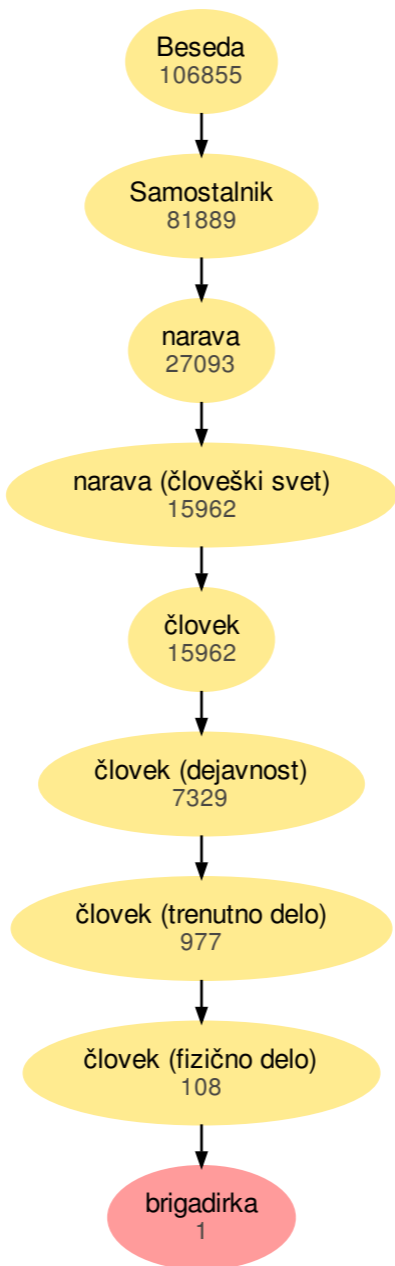 Beseda
106855
Samostalnik
81889
narava
27093
narava (človeški svet)
15962
človek
15962
človek (dejavnost)
7329
človek (trenutno delo)
977
človek (fizično delo)
108
brigadirka
1